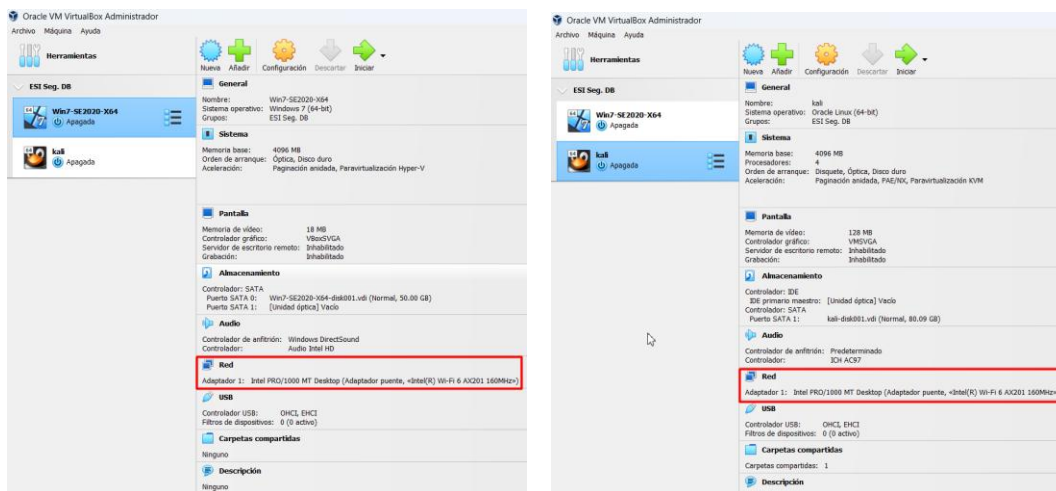 Oracle VM VirtualBox Administrador
Archivo Máquina Ayuda
Herramientas
Nueva Añadir Configuración Descartar Iniciar
ESI Seg. DB
Win7-SE2020-X64
Apagada
kali
Apagada
General
Nombre: Win7-SE2020-X64
Sistema operativo: Windows 7 (64-bit)
Grupos: ESI Seg. DB
Sistema
Memoria base: 4096 MB
Orden de arranque: Óptica, Disco duro
Aceleración: Paginación anidada, Paravirtualización Hyper-V
Pantalla
Memoria de vídeo: 18 MB
Controlador gráfico: VBoxSVGA
Servidor de escritorio remoto: Inhabilitado
Grabación: Inhabilitado
Almacenamiento
Controlador: SATA
Puerto SATA 0: Win7-SE2020-X64-disk001.vdi (Normal, 50.00 GB)
Puerto SATA 1: [Unidad óptica] Vacío
Audio
Controlador de anfitrión: Windows DirectSound
Controlador: Audio Intel HD
Red
Adaptador 1: Intel PRO/1000 MT Desktop (Adaptador puente, «Intel(R) Wi-Fi 6 AX201 160MHz»)
USB
Controlador USB: OHCI, EHCI
Filtros de dispositivos: 0 (0 activo)
Carpetas compartidas
Ninguno
Descripción
Ninguno
Oracle VM VirtualBox Administrador
Archivo Máquina Ayuda
Herramientas
Nueva Añadir Configuración Descartar Iniciar
ESI Seg. DB
Win7-SE2020-X64
Apagada
kali
Apagada
General
Nombre: kali
Sistema operativo: Oracle Linux (64-bit)
Grupos: ESI Seg. DB
Sistema
Memoria base: 4096 MB
Procesadores: 4
Orden de arranque: Disquete, Óptica, Disco duro
Aceleración: Paginación anidada, PAE/NX, Paravirtualización KVM
Pantalla
Memoria de vídeo: 128 MB
Controlador gráfico: VMSVGA
Servidor de escritorio remoto: Inhabilitado
Grabación: Inhabilitado
Almacenamiento
Controlador: IDE
IDE primario maestro: [Unidad óptica] Vacío
Controlador: SATA
Puerto SATA 1: kali-disk001.vdi (Normal, 80.09 GB)
Audio
Controlador de anfitrión: Predeterminado
Controlador: ICH AC97
Red
Adaptador 1: Intel PRO/1000 MT Desktop (Adaptador puente, «Intel(R) Wi-Fi 6 AX201 160MHz»
USB
Controlador USB: OHCI, EHCI
Filtros de dispositivos: 0 (0 activo)
Carpetas compartidas
Carpetas compartidas: 1
Descripción